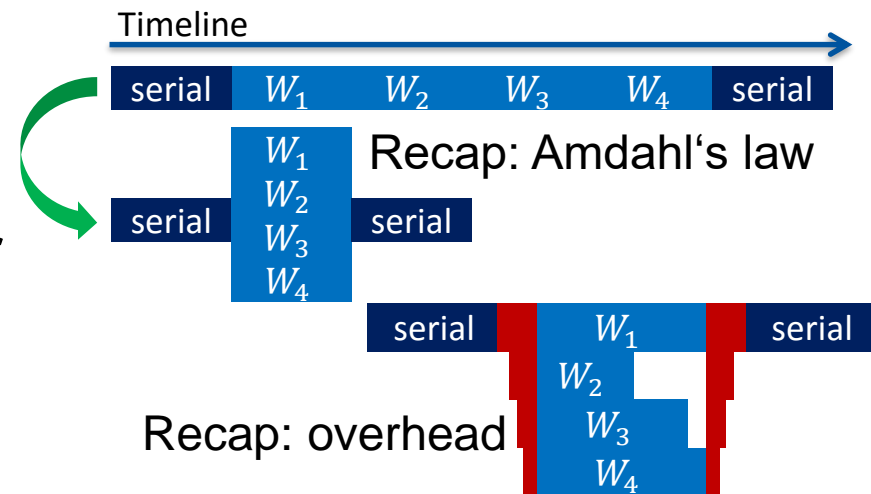 Timeline
serial W₁ W₂ W₃ W₄ serial
Recap: Amdahl‘s law
W₁
W₂
W₃
W₄
serial serial
,
serial W₁ serial
W₂
W₃
W₄
Recap: overhead